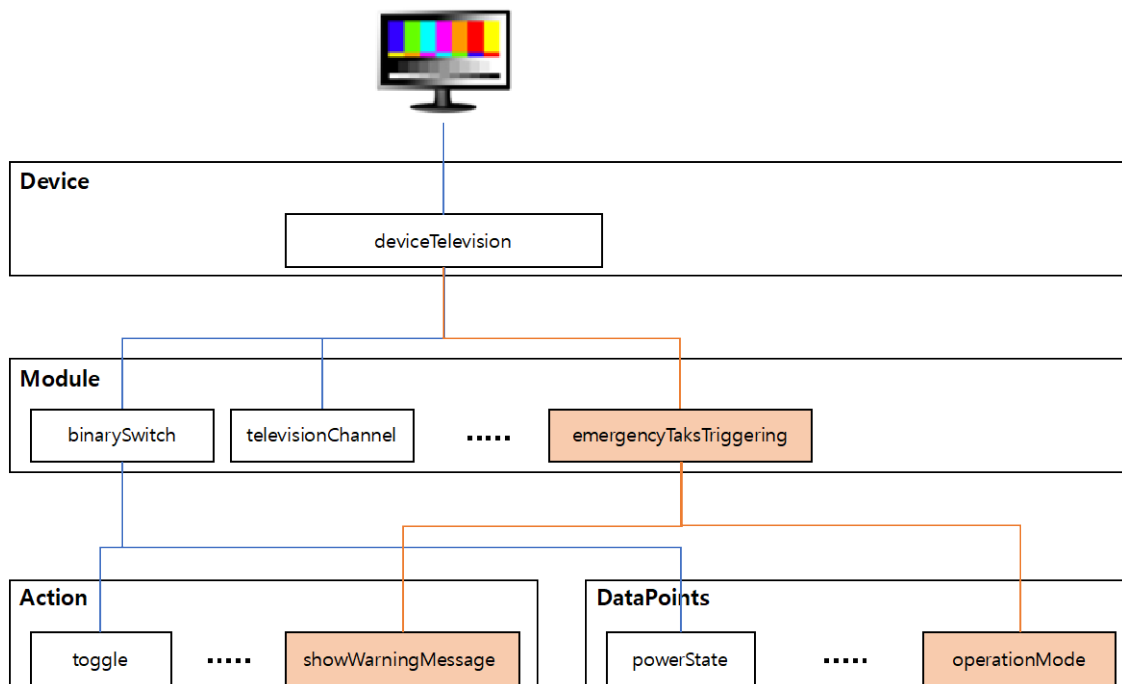 Device
deviceTelevision
Module
binarySwitch
televisionChannel
.....
emergencyTaksTriggering
Action
toggle
.....
showWarningMessage
DataPoints
powerState
.....
operationMode